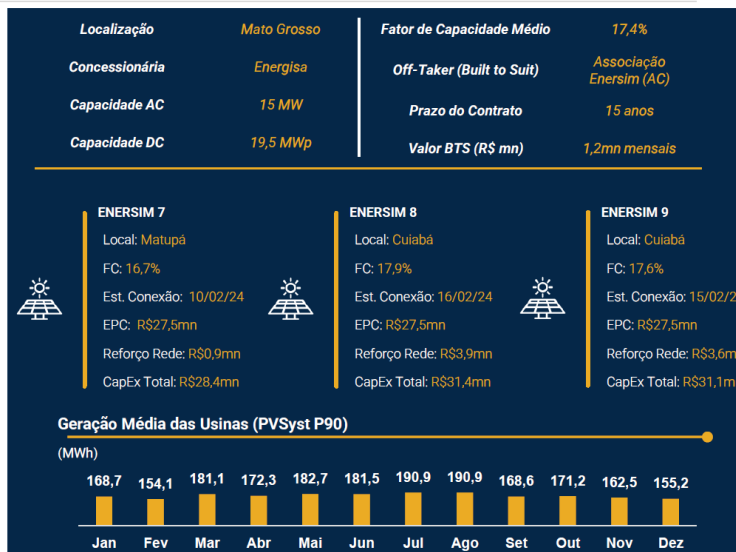 Localização Mato Grosso
Concessionária Energisa
Capacidade AC 15 MW
Capacidade DC 19,5 MWp
Fator de Capacidade Médio 17,4%
Off-Taker (Built to Suit) Associação
Enersim (AC)
Prazo do Contrato 15 anos
Valor BTS (R$ mn) 1,2mn mensais
ENERSIM 7
Local: Matupá
FC: 16,7%
Est. Conexão: 10/02/24
EPC: R$27,5mn
Reforço Rede: R$0,9mn
CapEx Total: R$28,4mn
ENERSIM 8
Local: Cuiabá
FC: 17,9%
Est. Conexão: 16/02/24
EPC: R$27,5mn
Reforço Rede: R$3,9mn
CapEx Total: R$31,4mn
ENERSIM 9
Local: Cuiabá
FC: 17,6%
Est. Conexão: 15/02/2
EPC: R$27,5mn
Reforço Rede: R$3,6m
CapEx Total: R$31,1m
Geração Média das Usinas (PVSyst P90)
(MWh)
168,7 154,1 181,1 172,3 182,7 181,5 190,9 190,9 168,6 171,2 162,5 155,2
Jan Fev Mar Abr Mai Jun Jul Ago Set Out Nov Dez